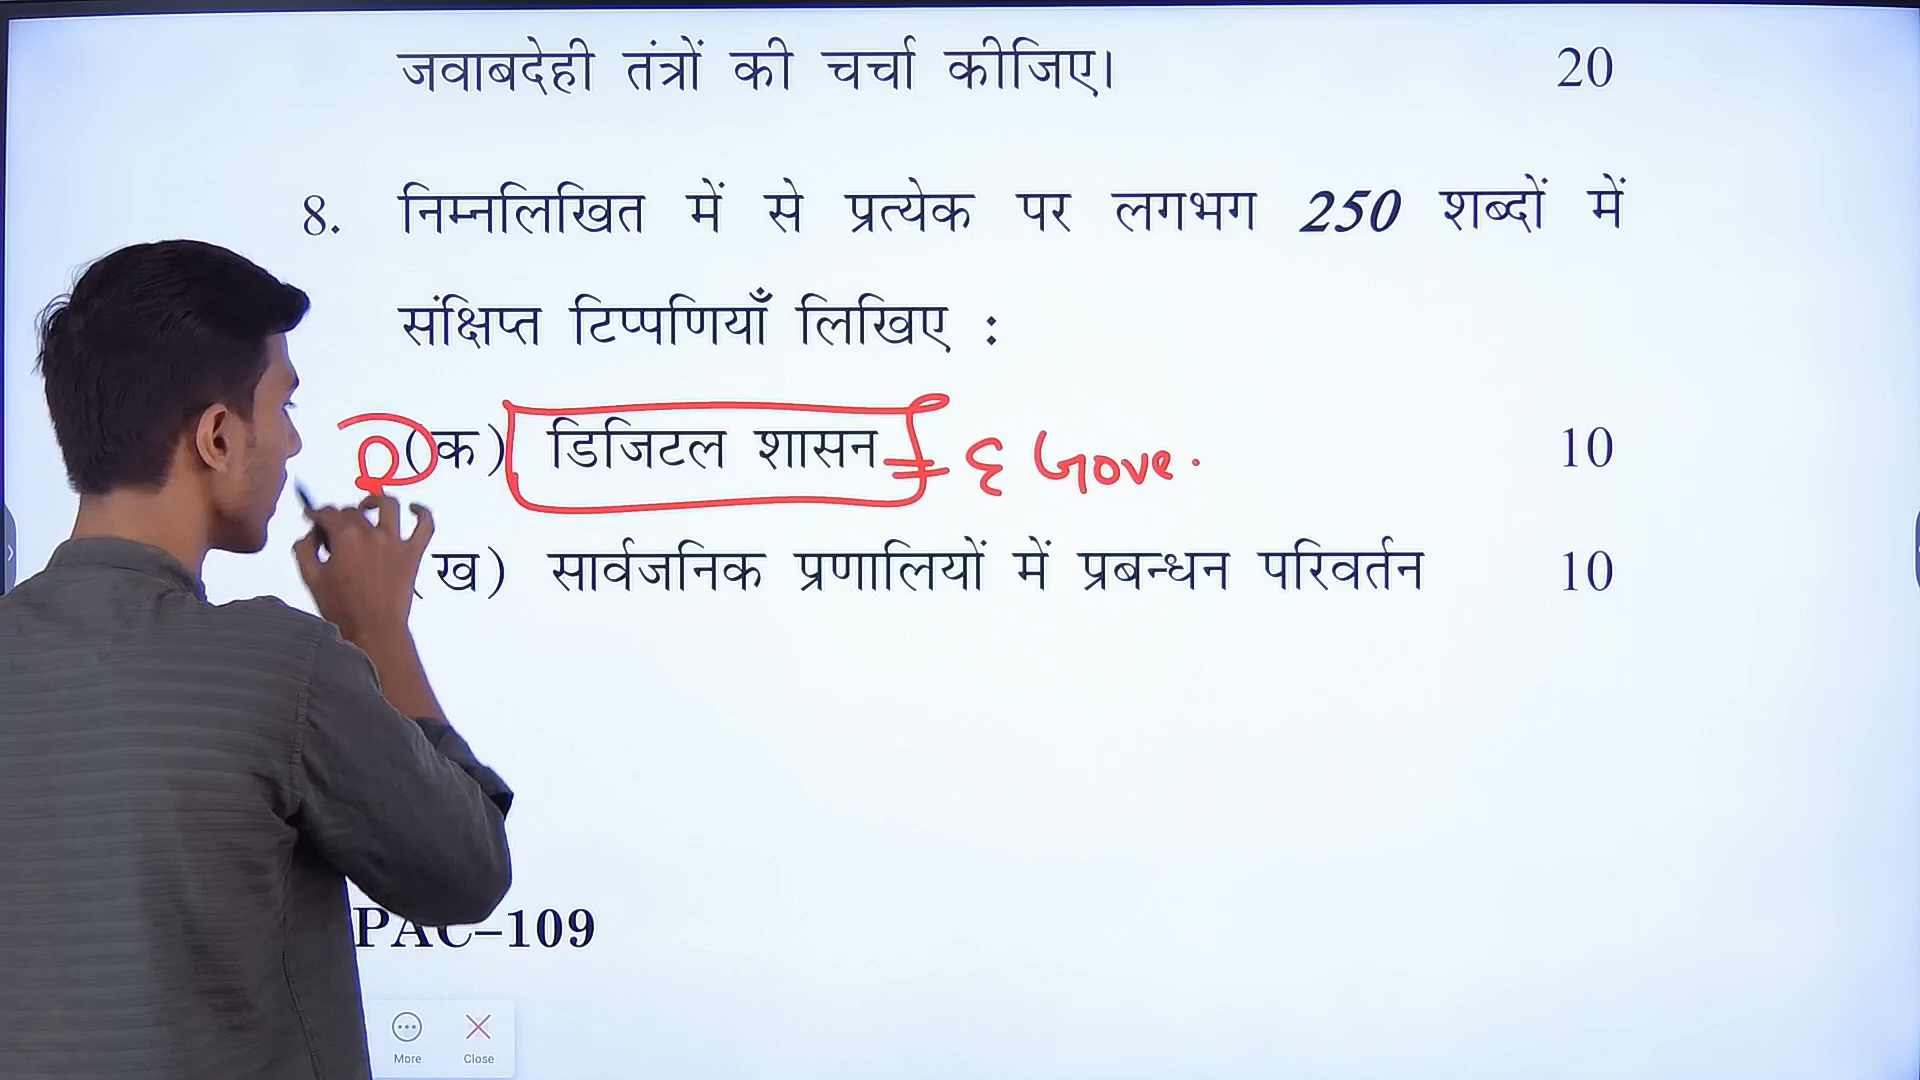 जवाबदेही तंत्रों की चर्चा कीजिए। 20
8. निम्नलिखित में से प्रत्येक पर लगभग 250 शब्दों में
संक्षिप्त टिप्पणियाँ लिखिए :
(क) डिजिटल शासन ६ Gove. 10
(ख) सार्वजनिक प्रणालियों में प्रबन्धन परिवर्तन 10
PAC–109
More Close